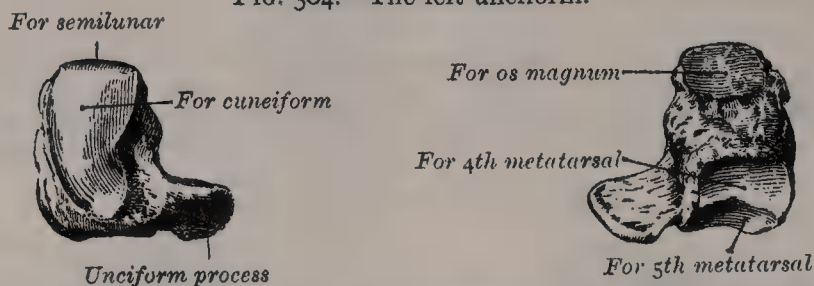 For semilunar
For cuneiform
Unciform process
For os magnum
For 4th metatarsal
For 5th metatarsal